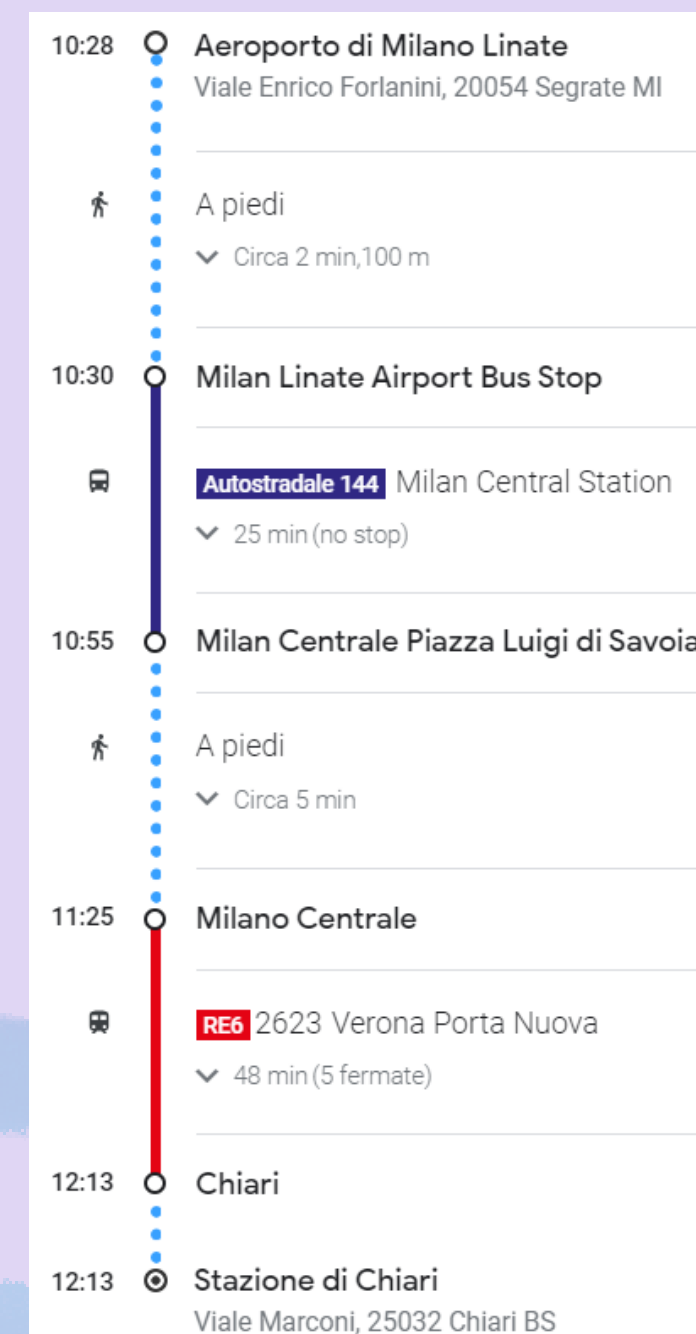 10:28 Aeroporto di Milano Linate
Viale Enrico Forlanini, 20054 Segrate MI
A piedi
Circa 2 min,100 m
10:30 Milan Linate Airport Bus Stop
Autostradale 144 Milan Central Station
25 min (no stop)
10:55 Milan Centrale Piazza Luigi di Savoia
A piedi
Circa 5 min
11:25 Milano Centrale
RE6 2623 Verona Porta Nuova
48 min (5 fermate)
12:13 Chiari
12:13 Stazione di Chiari
Viale Marconi, 25032 Chiari BS